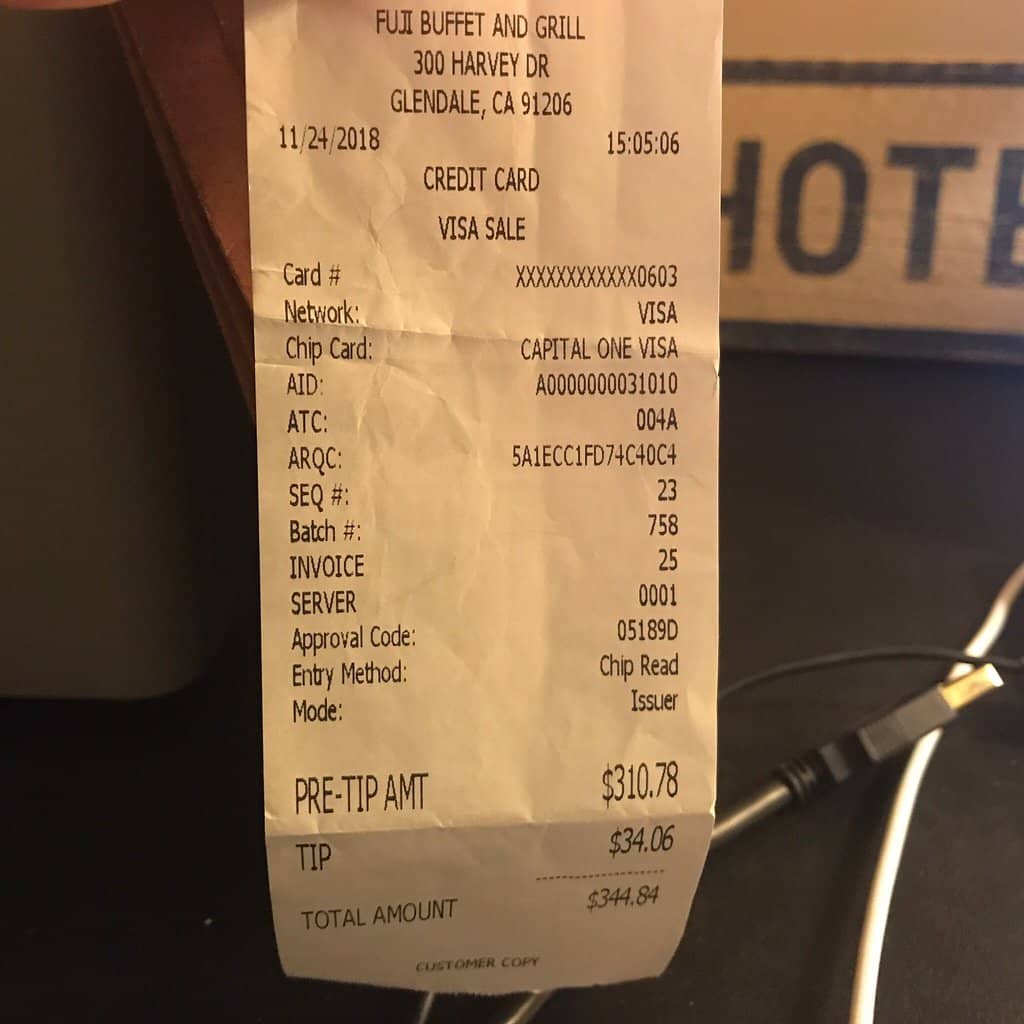 FUJI BUFFET AND GRILL
300 HARVEY DR
GLENDALE, CA 91206
11/24/2018 15:05:06
CREDIT CARD
VISA SALE
Card # XXXXXXXXXXXX0603
Network: VISA
Chip Card: CAPITAL ONE VISA
AID: A0000000031010
ATC: 004A
ARQC: 5A1ECC1FD74C40C4
SEQ #: 23
Batch #: 758
INVOICE 25
SERVER 0001
Approval Code: 05189D
Entry Method: Chip Read
Mode: Issuer
PRE-TIP AMT $310.78
TIP $34.06
TOTAL AMOUNT $344.84
CUSTOMER COPY
HOTE